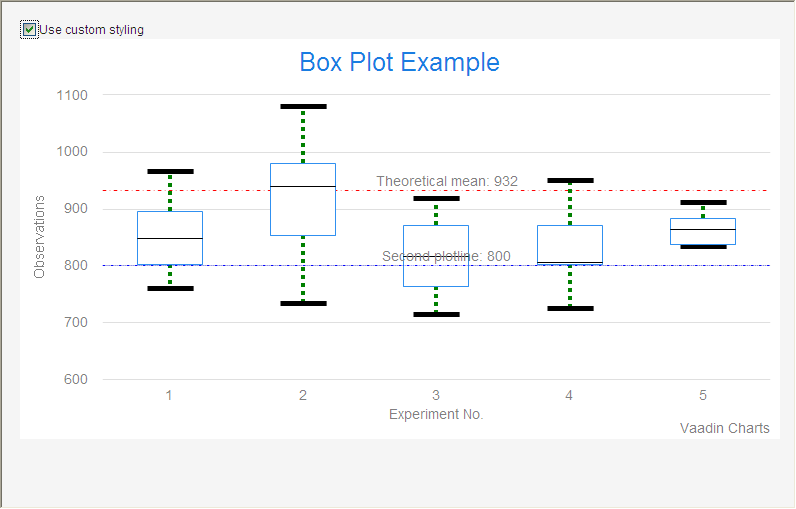 Use custom styling
Box Plot Example
1100
1000
900
800
700
600
Observations
Theoretical mean: 932
Second plotline: 800
1 2 3 4 5
Experiment No.
Vaadin Charts